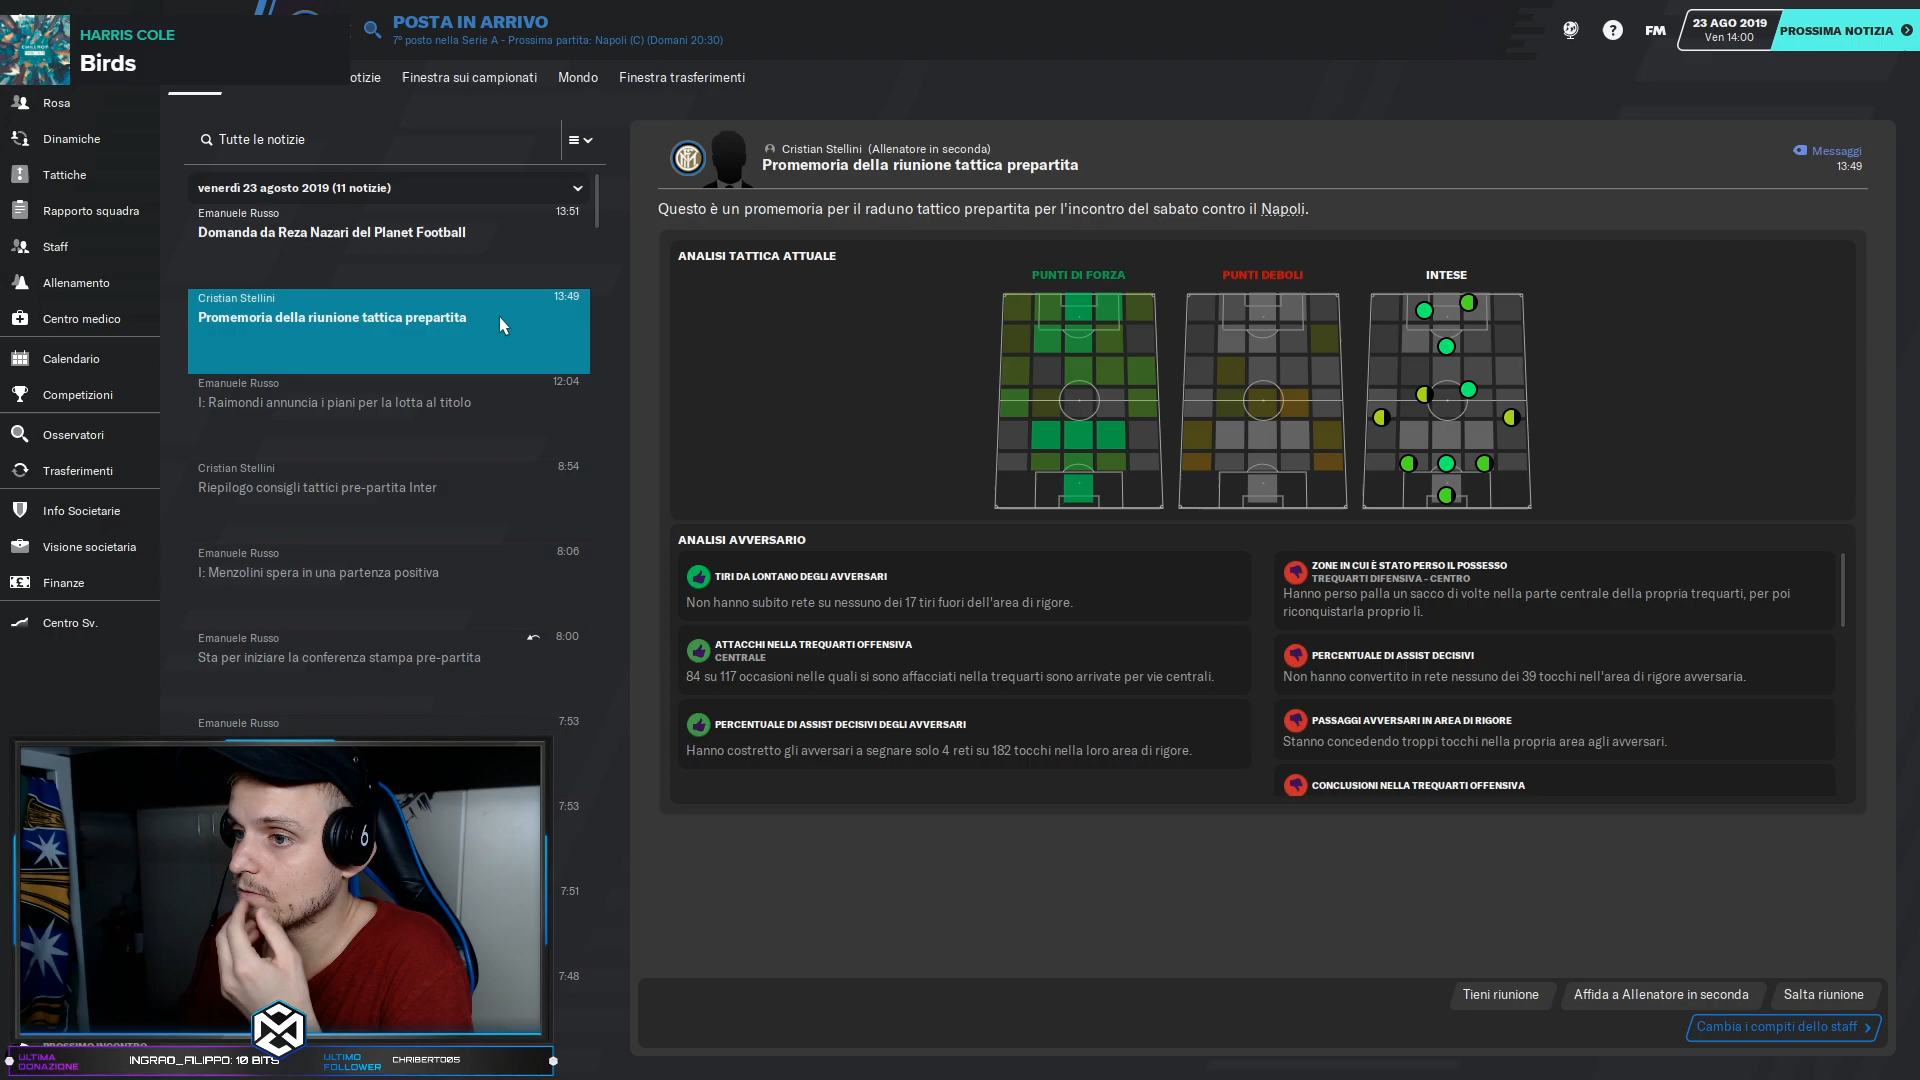 HARRIS COLE
Birds
POSTA IN ARRIVO
7° posto nella Serie A - Prossima partita: Napoli (C) (Domani 20:30)
?
FM
23 AGO 2019
Ven 14:00
PROSSIMA NOTIZIA
otizie
Finestra sui campionati
Mondo
Finestra trasferimenti
Rosa
Dinamiche
Tattiche
Rapporto squadra
Staff
Allenamento
Centro medico
Calendario
Competizioni
Osservatori
Trasferimenti
Info Societarie
Visione societaria
Finanze
Centro Sv.
Tutte le notizie
venerdì 23 agosto 2019 (11 notizie)
Emanuele Russo 13:51
Domanda da Reza Nazari del Planet Football
Cristian Stellini 13:49
Promemoria della riunione tattica prepartita
Emanuele Russo 12:04
I: Raimondi annuncia i piani per la lotta al titolo
Cristian Stellini 8:54
Riepilogo consigli tattici pre-partita Inter
Emanuele Russo 8:06
I: Menzolini spera in una partenza positiva
Emanuele Russo 8:00
Sta per iniziare la conferenza stampa pre-partita
Emanuele Russo 7:53
7:53
7:51
7:48
Cristian Stellini (Allenatore in seconda)
Promemoria della riunione tattica prepartita
Messaggi
13:49
Questo è un promemoria per il raduno tattico prepartita per l'incontro del sabato contro il Napoli.
ANALISI TATTICA ATTUALE
PUNTI DI FORZA
PUNTI DEBOLI
INTESE
ANALISI AVVERSARIO
TIRI DA LONTANO DEGLI AVVERSARI
Non hanno subito rete su nessuno dei 17 tiri fuori dell'area di rigore.
ATTACCHI NELLA TREQUARTI OFFENSIVA
CENTRALE
84 su 117 occasioni nelle quali si sono affacciati nella trequarti sono arrivate per vie centrali.
PERCENTUALE DI ASSIST DECISIVI DEGLI AVVERSARI
Hanno costretto gli avversari a segnare solo 4 reti su 182 tocchi nella loro area di rigore.
ZONE IN CUI È STATO PERSO IL POSSESSO
TREQUARTI DIFENSIVA - CENTRO
Hanno perso palla un sacco di volte nella parte centrale della propria trequarti, per poi
riconquistarla proprio lì.
PERCENTUALE DI ASSIST DECISIVI
Non hanno convertito in rete nessuno dei 39 tocchi nell'area di rigore avversaria.
PASSAGGI AVVERSARI IN AREA DI RIGORE
Stanno concedendo troppi tocchi nella propria area agli avversari.
CONCLUSIONI NELLA TREQUARTI OFFENSIVA
Tieni riunione
Affida a Allenatore in seconda
Salta riunione
Cambia i compiti dello staff
PROSSIMO INCONTRO
ULTIMA
DONAZIONE
INGRAO_FILIPPO: 10 BITS
ULTIMO
FOLLOWER
CHRIBERTO05